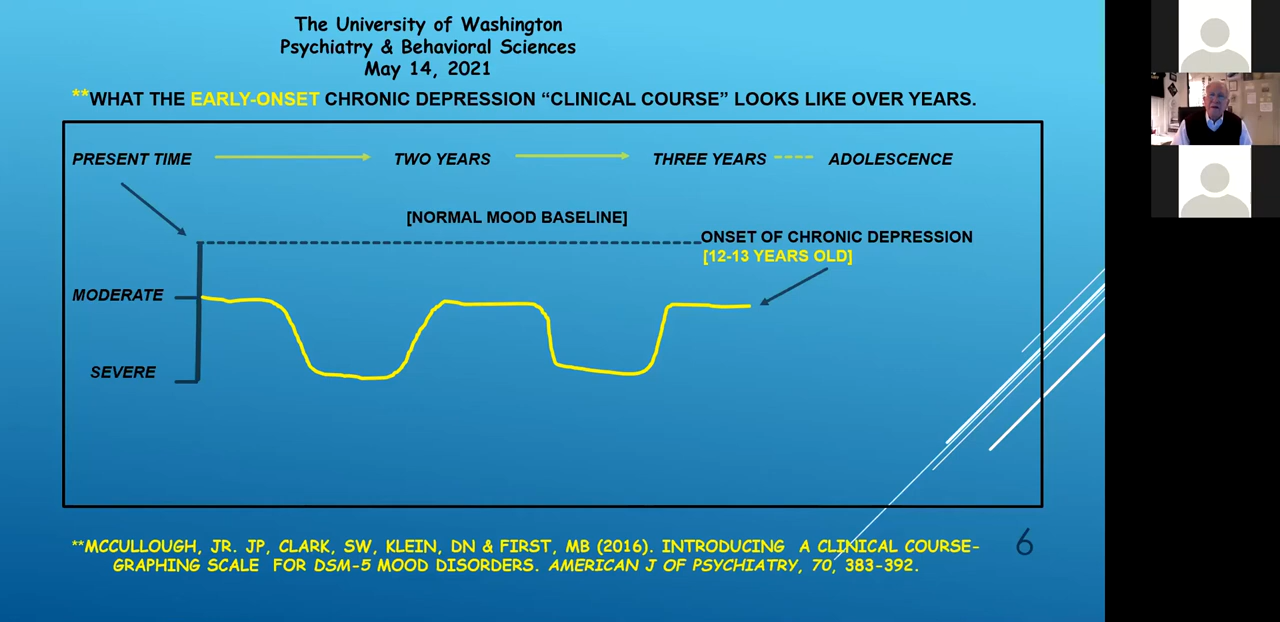 The University of Washington
Psychiatry & Behavioral Sciences
May 14, 2021
**WHAT THE EARLY-ONSET CHRONIC DEPRESSION “CLINICAL COURSE” LOOKS LIKE OVER YEARS.
PRESENT TIME TWO YEARS THREE YEARS ADOLESCENCE
[NORMAL MOOD BASELINE]
ONSET OF CHRONIC DEPRESSION
[12-13 YEARS OLD]
MODERATE
SEVERE
**MCCULLOUGH, JR. JP, CLARK, SW, KLEIN, DN & FIRST, MB (2016). INTRODUCING A CLINICAL COURSE-
GRAPHING SCALE FOR DSM-5 MOOD DISORDERS. AMERICAN J OF PSYCHIATRY, 70, 383-392.
6